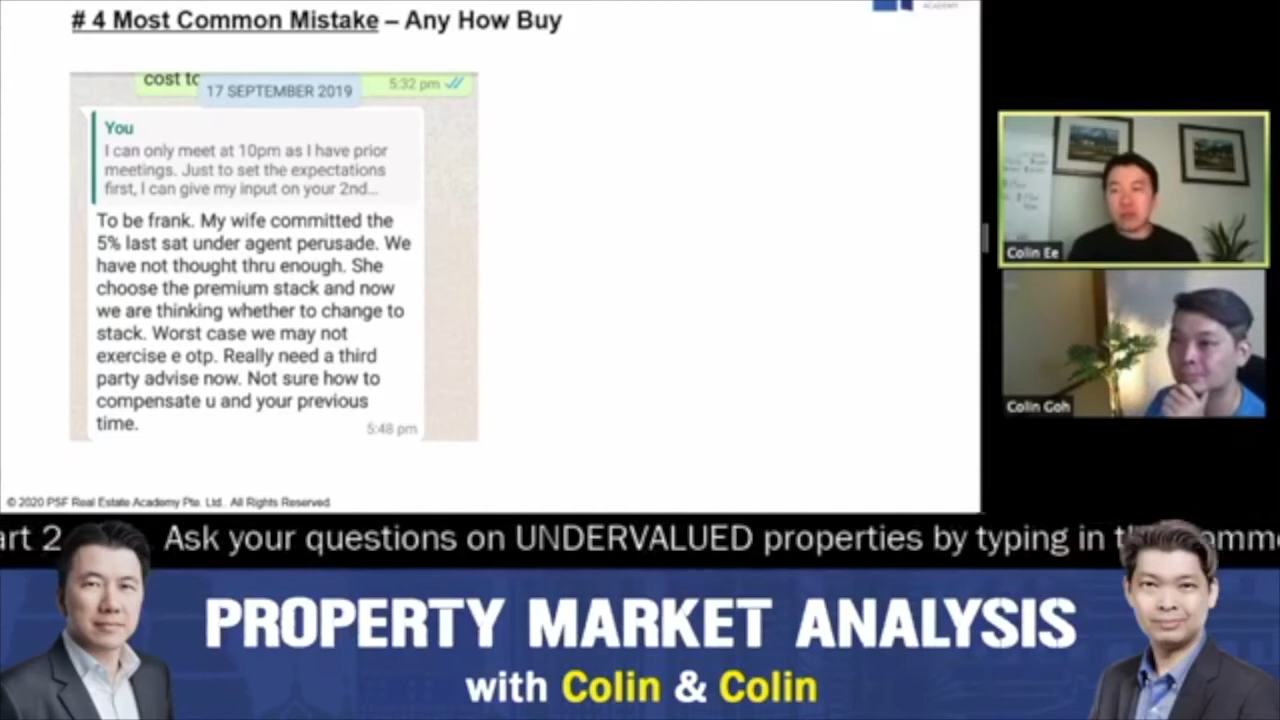 ACADEMY
# 4 Most Common Mistake – Any How Buy
cost to
5:32 pm
17 SEPTEMBER 2019
You
I can only meet at 10pm as I have prior
meetings. Just to set the expectations
first, I can give my input on your 2nd...
To be frank. My wife committed the
5% last sat under agent perusade. We
have not thought thru enough. She
choose the premium stack and now
we are thinking whether to change to
stack. Worst case we may not
exercise e otp. Really need a third
party advise now. Not sure how to
compensate u and your previous
time.
5:48 pm
© 2020 PSF Real Estate Academy Pte. Ltd.. All Rights Reserved.
Colin Ee
Colin Goh
art 2 Ask your questions on UNDERVALUED properties by typing in
PROPERTY MARKET ANALYSIS
with Colin & Colin